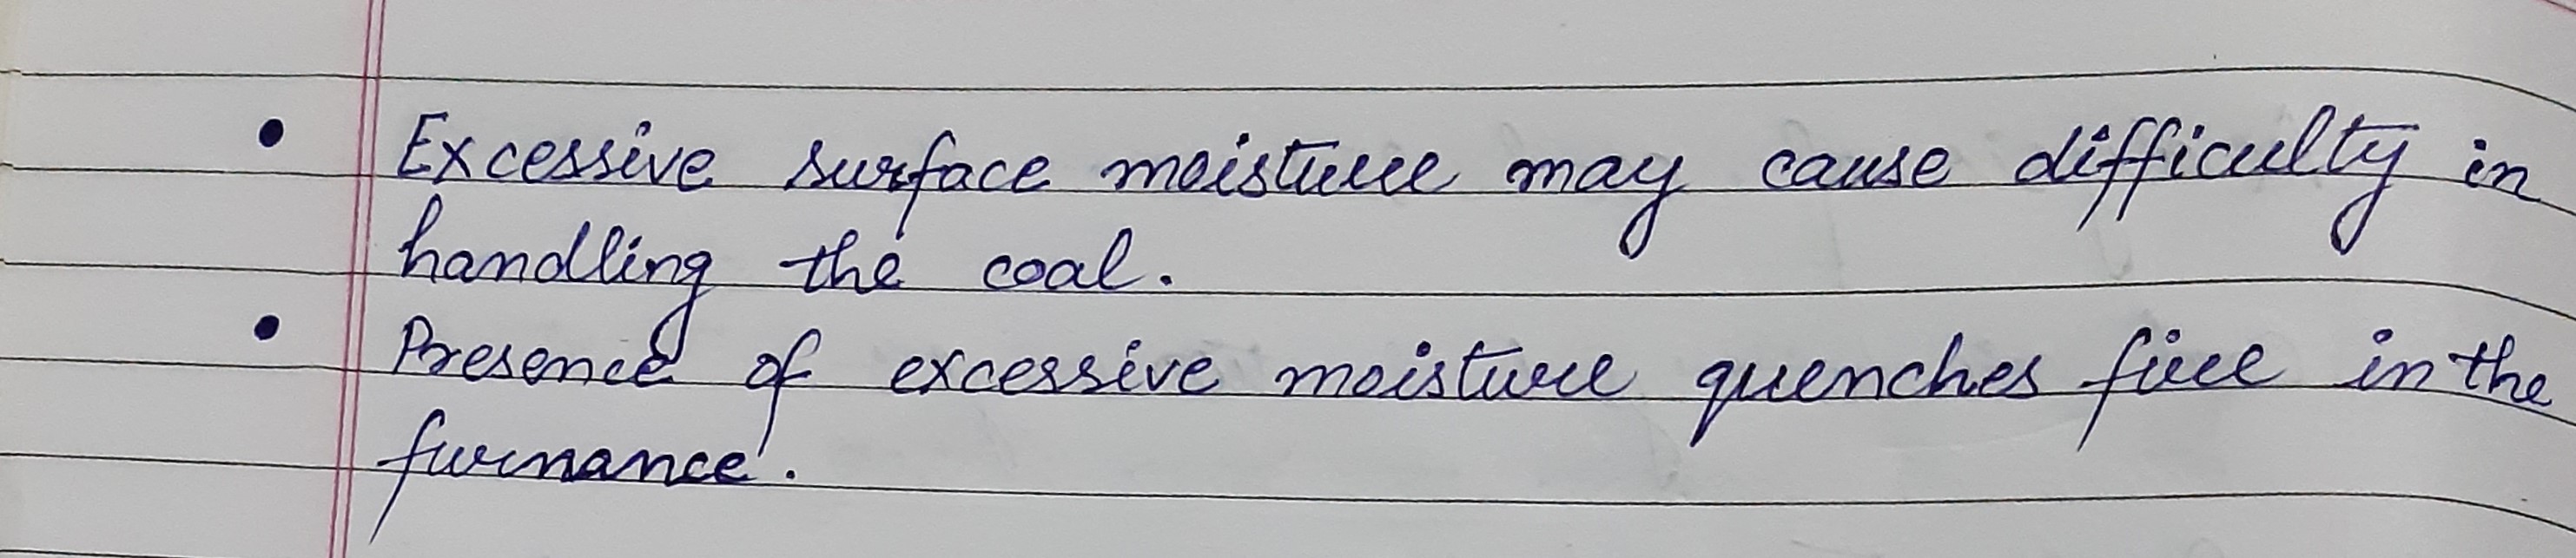 • Excessive surface moisture may cause difficulty in
handling the coal.
• Presence of excessive moisture quenches fire in the
furnance.